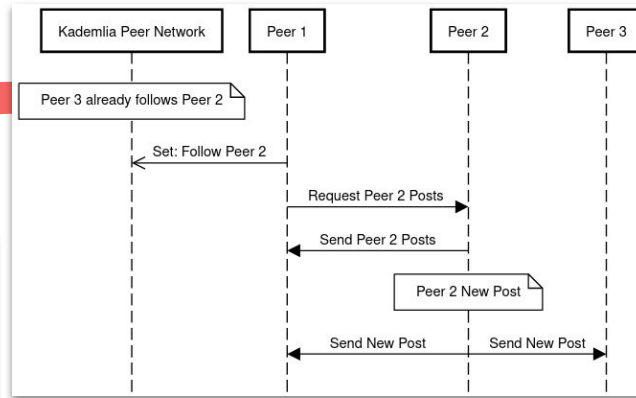 Kademlia Peer Network
Peer 1
Peer 2
Peer 3
Peer 3 already follows Peer 2
Set: Follow Peer 2
Request Peer 2 Posts
Send Peer 2 Posts
Peer 2 New Post
Send New Post
Send New Post